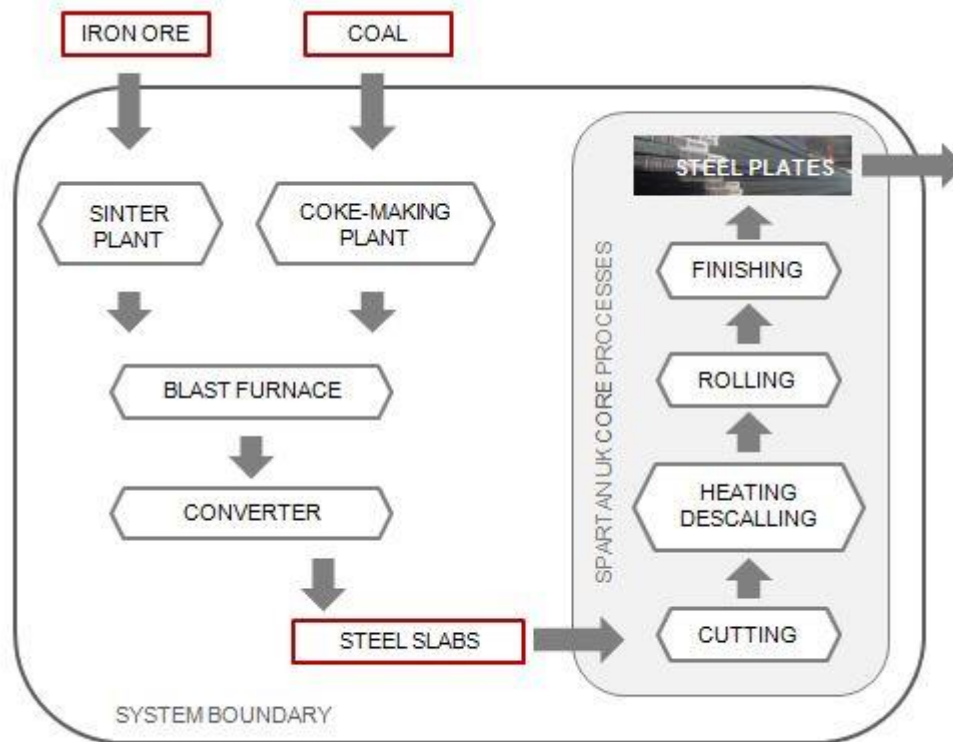 IRON ORE
COAL
SINTER
PLANT
COKE-MAKING
PLANT
BLAST FURNACE
CONVERTER
STEEL SLABS
SYSTEM BOUNDARY
SPARTAN UK CORE PROCESSES
STEEL PLATES
FINISHING
ROLLING
HEATING
DESCALLING
CUTTING